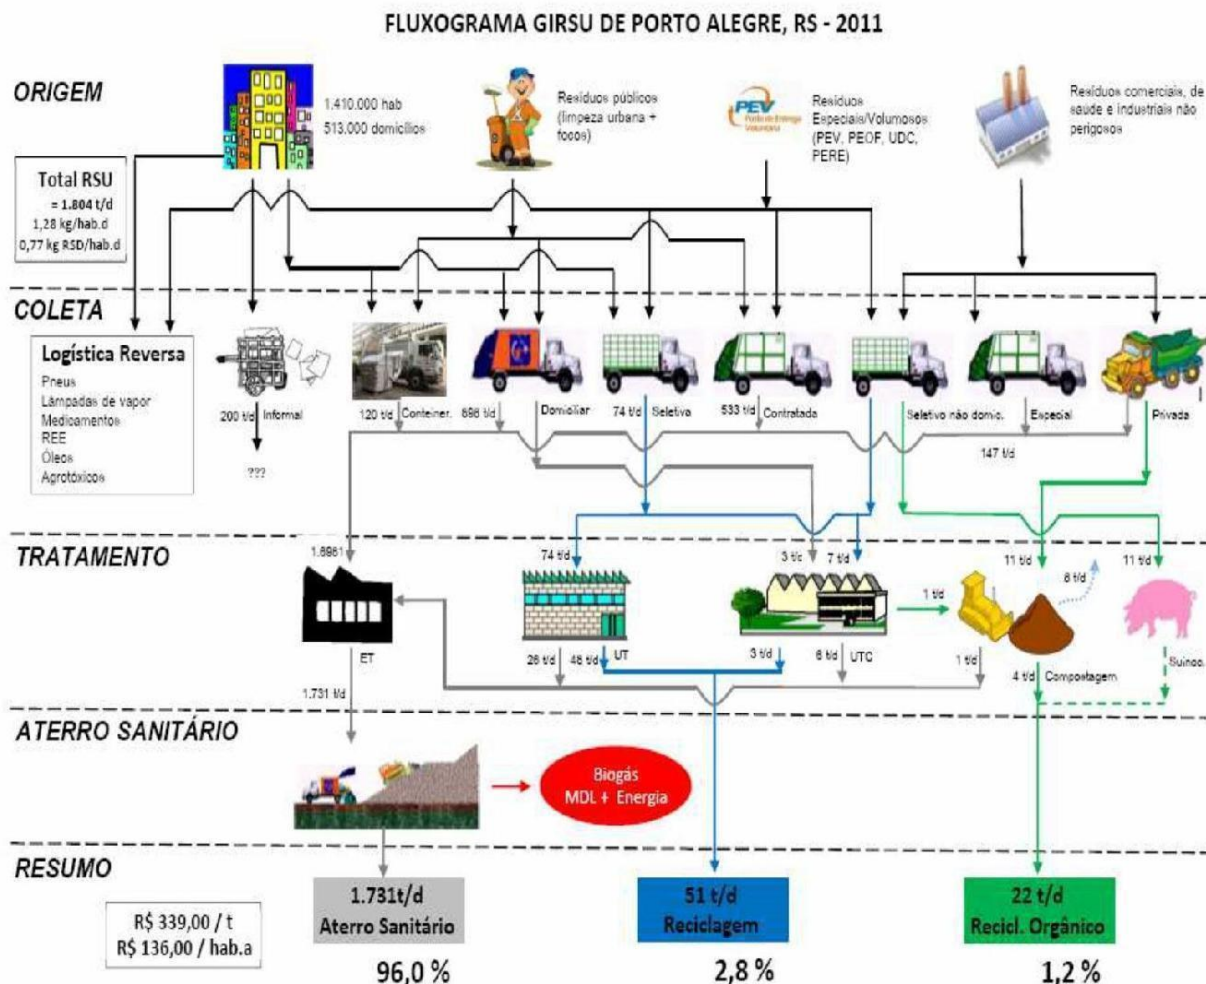 FLUXOGRAMA GIRSU DE PORTO ALEGRE, RS - 2011
ORIGEM
1.410.000 hab
513.000 domicílios
Resíduos públicos
(limpeza urbana +
focos)
PEV
Resíduos
Especiais/Volumosos
(PEV, PEOF, UDC,
PERE)
Resíduos comerciais, de
saúde e industriais não
perigosos
Total RSU
= 1.804 t/d
1,28 kg/hab.d
0,77 kg RSD/hab.d
COLETA
Logística Reversa
Pneus
Lâmpadas de vapor
Medicamentos
REE
Óleos
Agrotóxicos
200 t/d
Informal
???
120 t/d
Conteiner.
898 t/d
Domiciliar
74 t/d
Seletiva
533 t/d
Contratada
Seletivo não domic.
Especial
Privada
147 t/d
TRATAMENTO
74 t/d
3 t/d
7 t/d
11 t/d
8 t/d
11 t/d
1 t/d
ET
26 t/d
48 t/d
UT
3 t/d
6 t/d
UTC
1 t/d
4 t/d
Compostagem
Suinoc.
1.731 t/d
ATERRO SANITÁRIO
Biogás
MDL + Energia
RESUMO
R$ 339,00 / t
R$ 136,00 / hab.a
1.731t/d
Aterro Sanitário
51 t/d
Reciclagem
22 t/d
Recicl. Orgânico
96,0 %
2,8 %
1,2 %